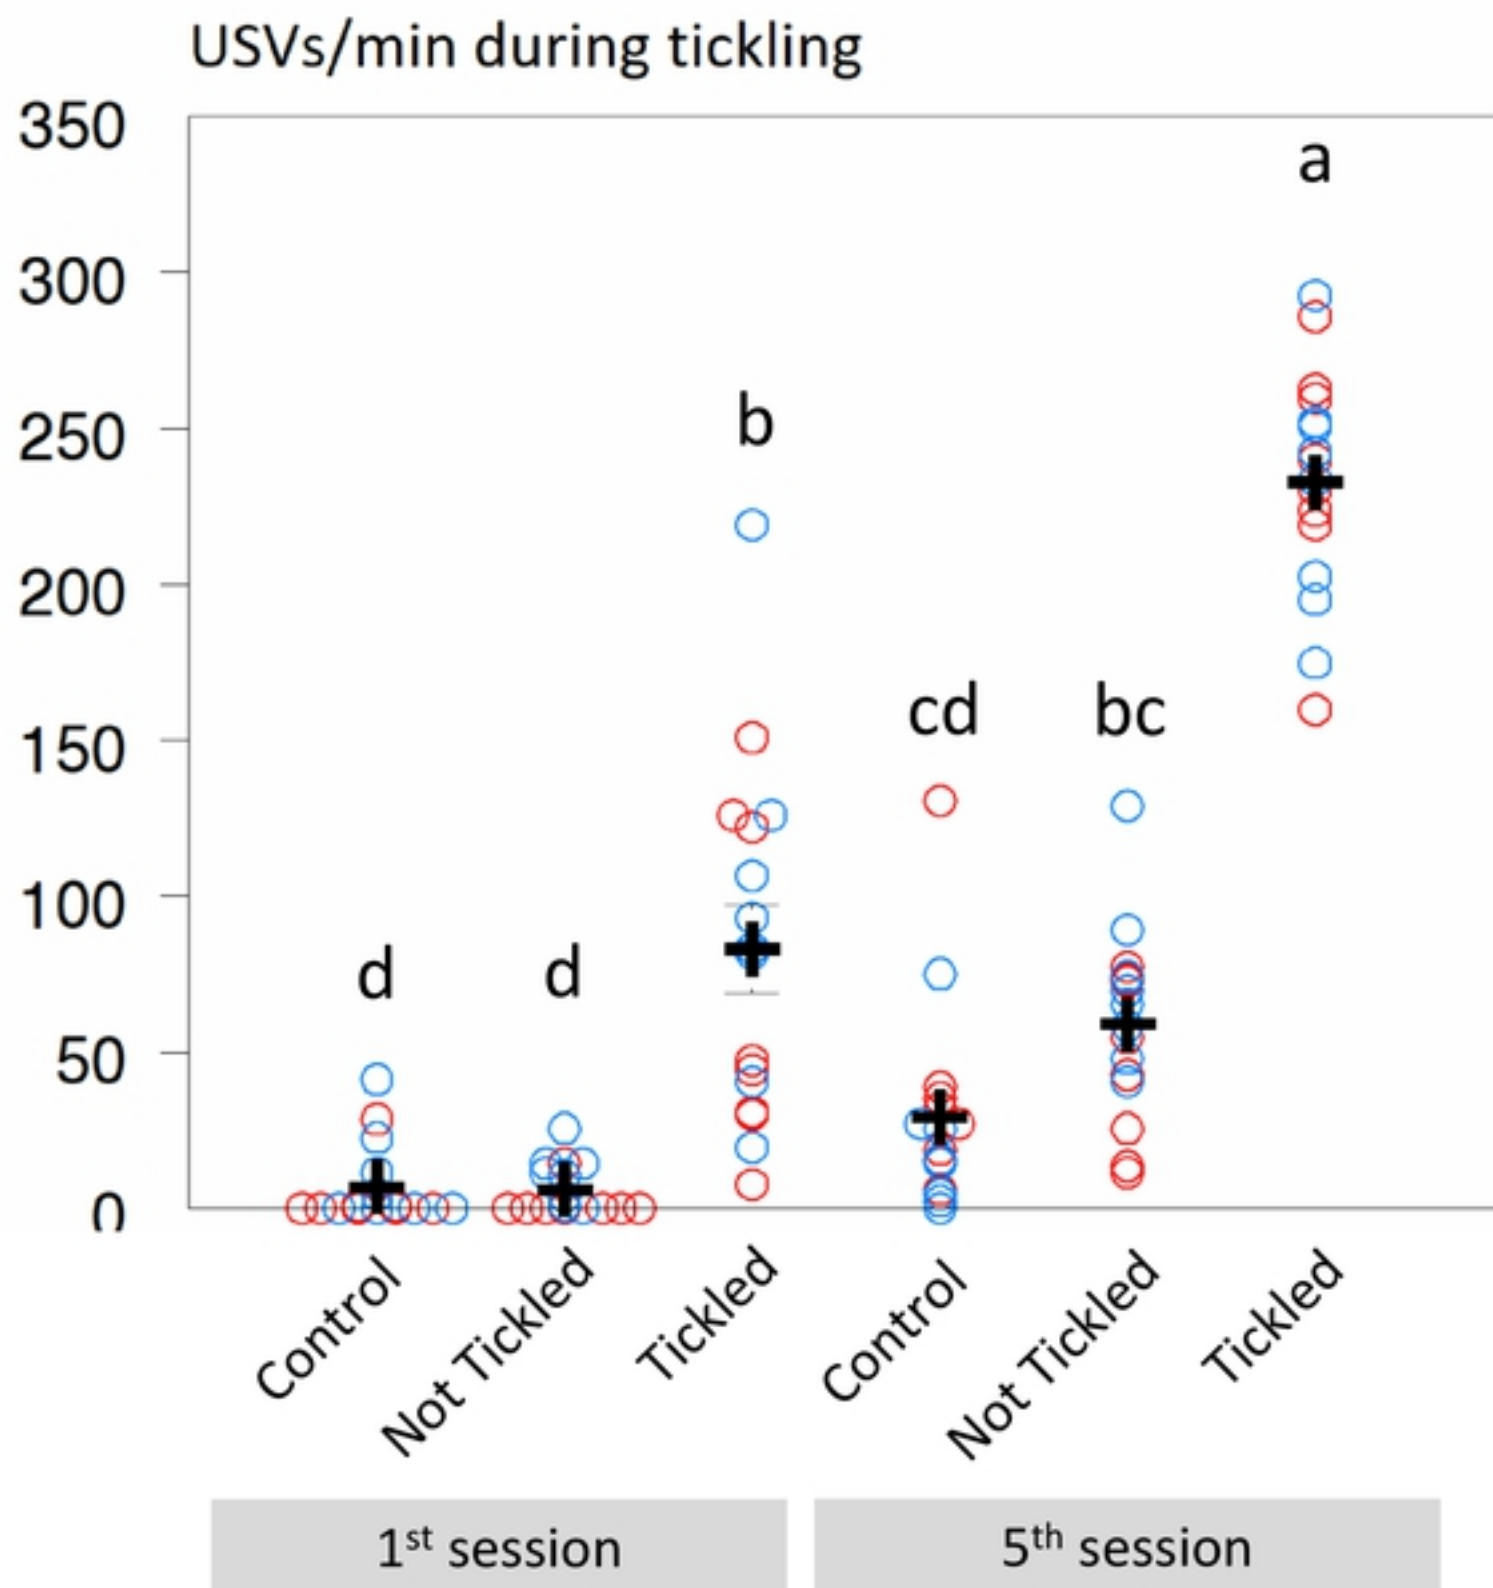 USVs/min during tickling
350
300
250
200
150
100
50
0
a
b
cd
bc
d
d
Control
Not Tickled
Tickled
Control
Not Tickled
Tickled
1st session
5th session